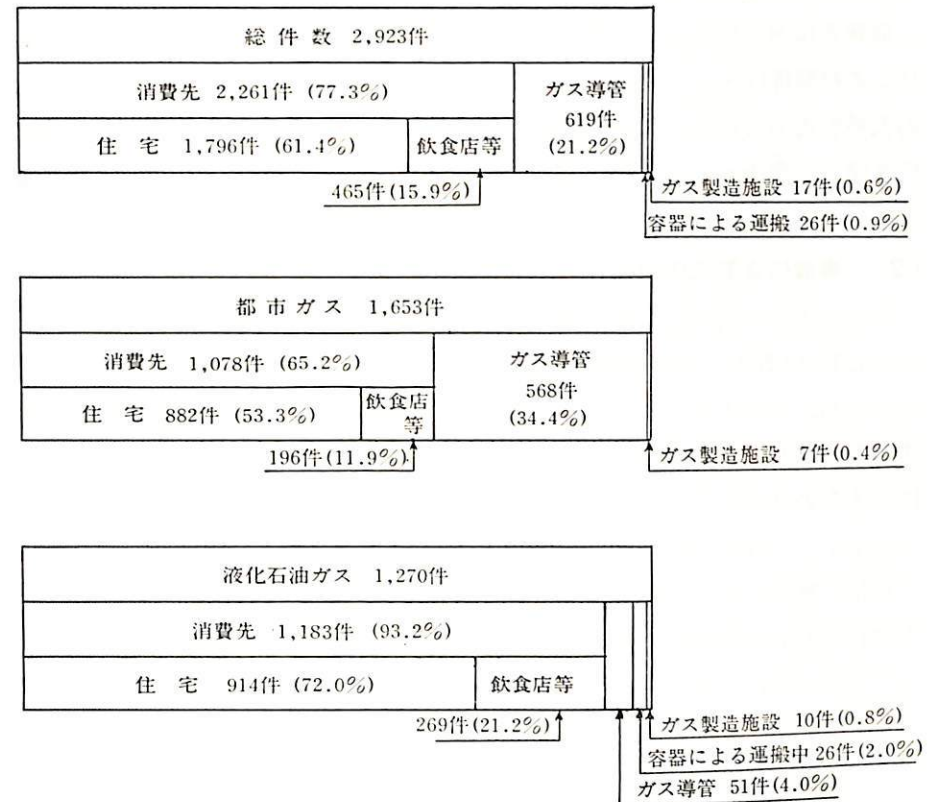 総件数 2,923件
消費先 2,261件 (77.3%)
ガス導管
619件
(21.2%)
住宅 1,796件 (61.4%)
飲食店等
465件(15.9%)
ガス製造施設 17件(0.6%)
容器による運搬 26件(0.9%)
都市ガス 1,653件
消費先 1,078件 (65.2%)
ガス導管
568件
(34.4%)
住宅 882件 (53.3%)
飲食店
等
196件(11.9%)
ガス製造施設 7件(0.4%)
液化石油ガス 1,270件
消費先 1,183件 (93.2%)
住宅 914件 (72.0%)
飲食店等
269件(21.2%)
ガス製造施設 10件(0.8%)
容器による運搬中 26件(2.0%)
ガス導管 51件(4.0%)